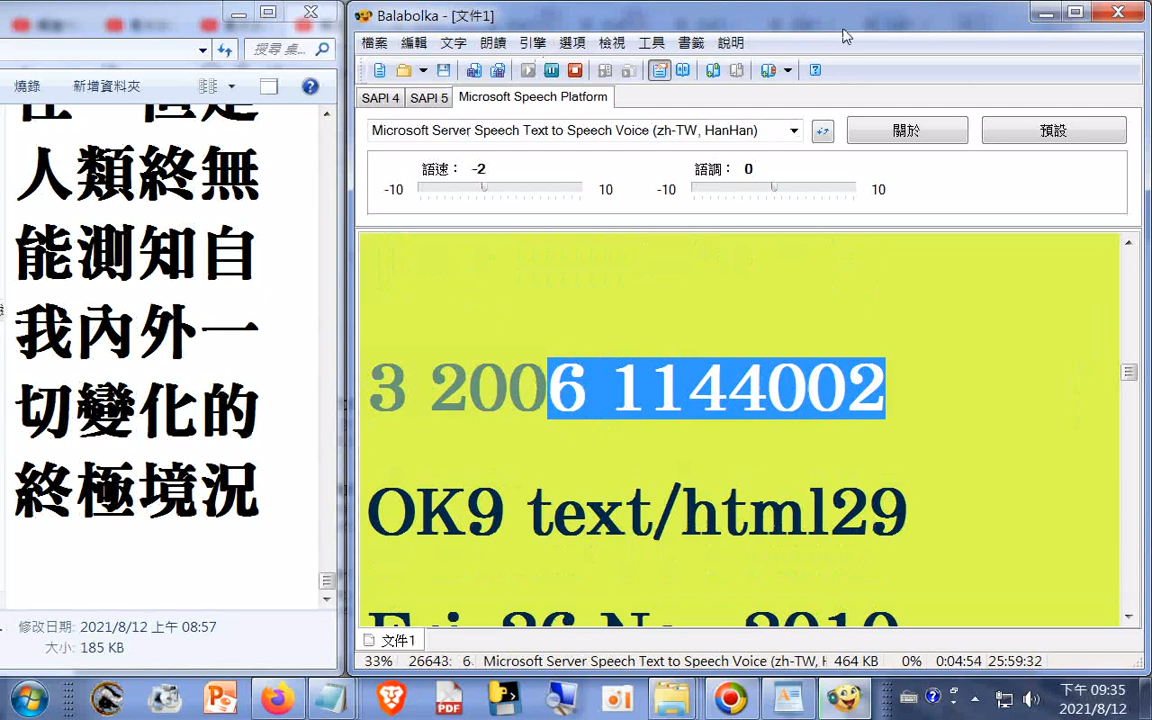 搜尋 桌...
燒錄 新增資料夾
人類終無
能測知自
我內外一
切變化的
終極境況
修改日期: 2021/8/12 上午 08:57
大小: 185 KB
Balabolka - [文件1]
檔案 編輯 文字 朗讀 引擎 選項 檢視 工具 書籤 說明
SAPI 4 SAPI 5 Microsoft Speech Platform
Microsoft Server Speech Text to Speech Voice (zh-TW, HanHan) 關於 預設
語速： -2 語調： 0
-10 10 -10 10
3 2006 1144002
OK9 text/html29
Fri, 26 Nov 2010
文件1
33% 26643: 6 Microsoft Server Speech Text to Speech Voice (zh-TW, H 464 KB 0% 0:04:54 25:59:32
PDF
下午 09:35
2021/8/12